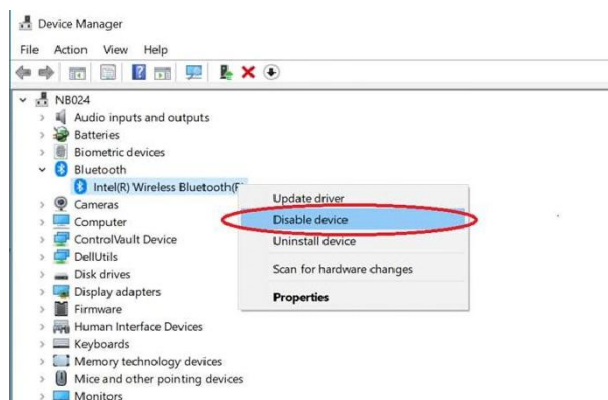 Device Manager
File Action View Help
NB024
Audio inputs and outputs
Batteries
Biometric devices
Bluetooth
Intel(R) Wireless Bluetooth(R)
Cameras
Computer
ControlVault Device
DellUtils
Disk drives
Display adapters
Firmware
Human Interface Devices
Keyboards
Memory technology devices
Mice and other pointing devices
Monitors
Update driver
Disable device
Uninstall device
Scan for hardware changes
Properties